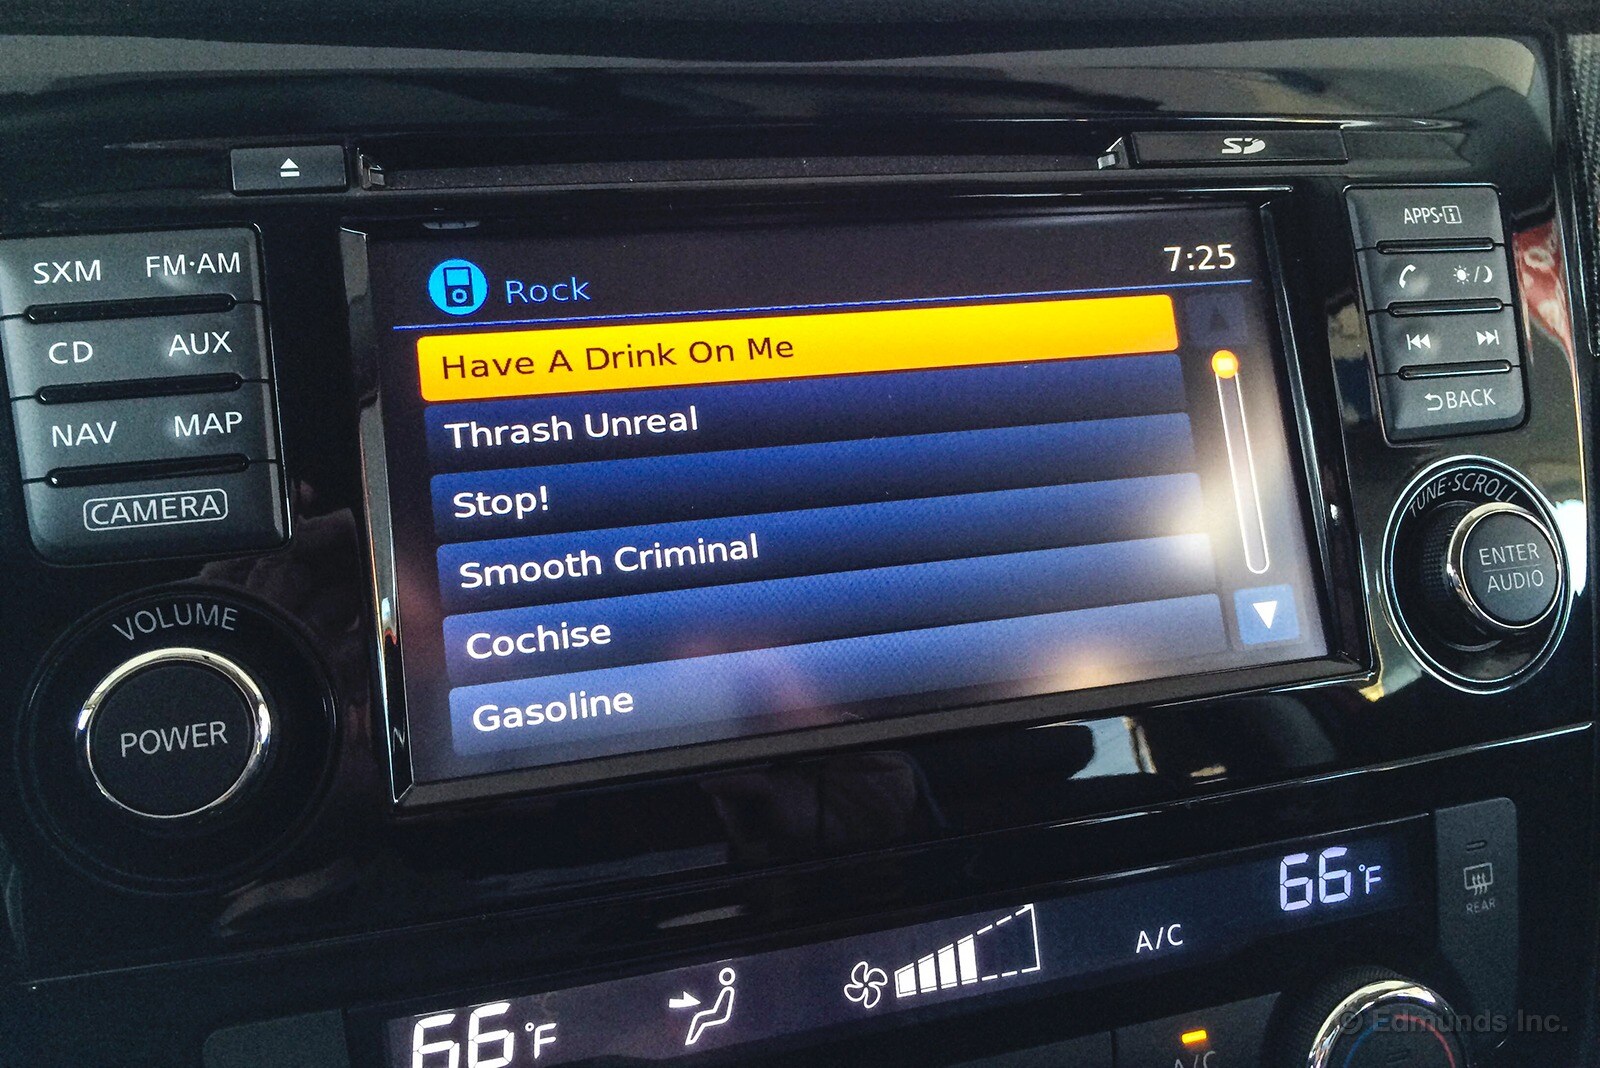 SD
APPS·i
SXM FM·AM
CD AUX
NAV MAP
CAMERA
VOLUME
POWER
Rock
7:25
Have A Drink On Me
Thrash Unreal
Stop!
Smooth Criminal
Cochise
Gasoline
BACK
TUNE·SCROLL
ENTER
AUDIO
66°F
A/C
66°F
REAR
A/C
© Edmunds Inc.